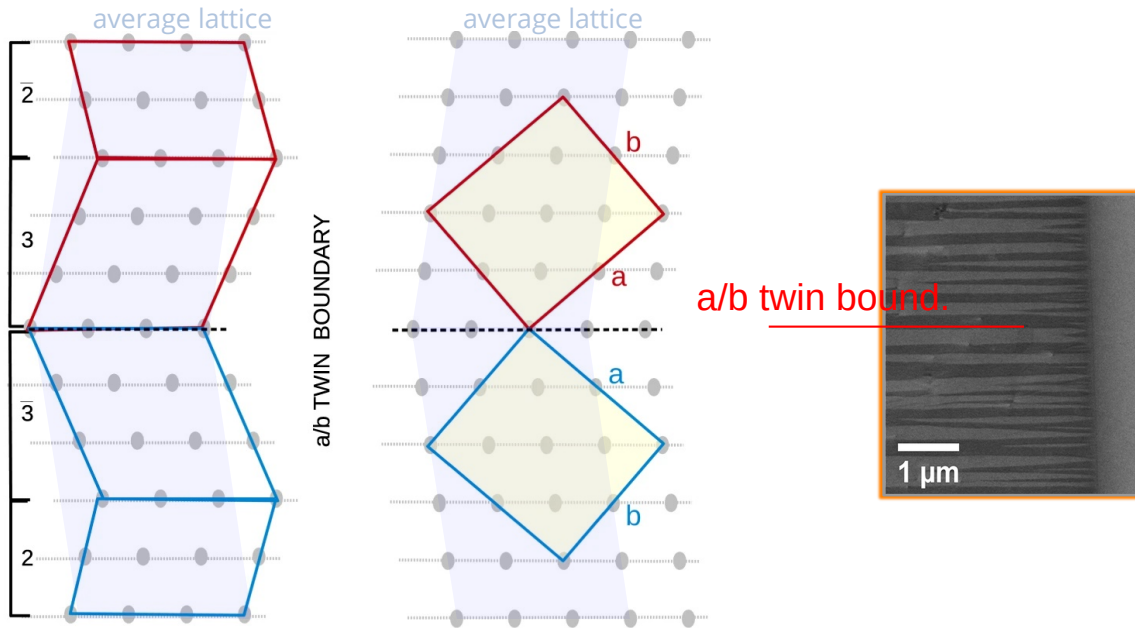 average lattice
average lattice
2̅
3
3̅
2
a/b TWIN BOUNDARY
b
a
a
b
a/b twin bound.
1 μm